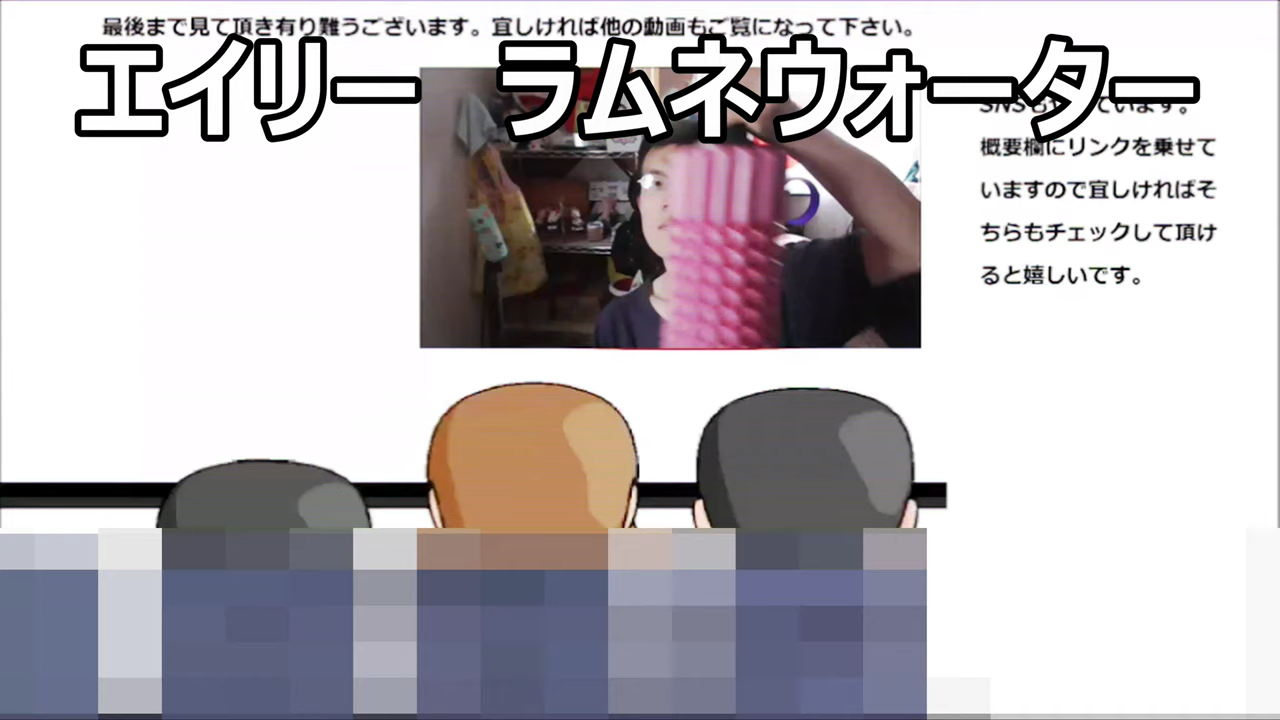 最後まで見て頂き有り難うございます。宜しければ他の動画もご覧になって下さい。
エイリー　ラムネウォーター
概要欄にリンクを乗せて
いますので宜しければそ
ちらもチェックして頂け
ると嬉しいです。